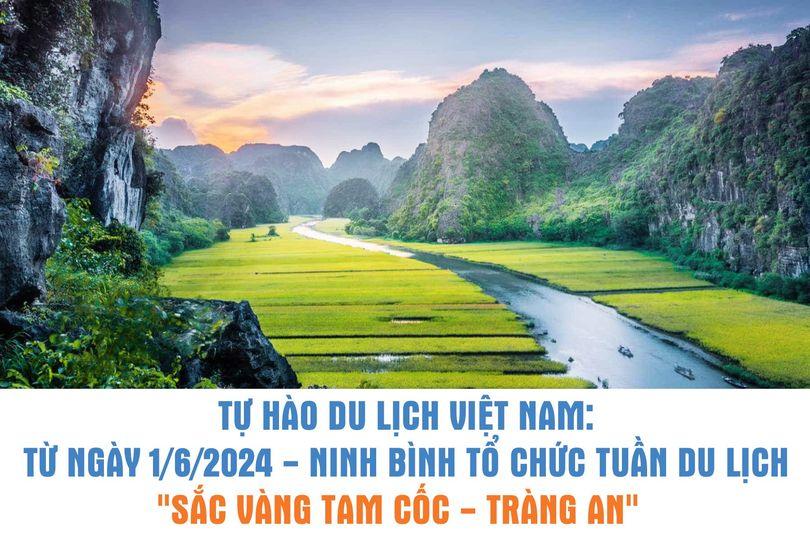 TỰ HÀO DU LỊCH VIỆT NAM:
TỪ NGÀY 1/6/2024 – NINH BÌNH TỔ CHỨC TUẦN DU LỊCH
"SẮC VÀNG TAM CỐC – TRÀNG AN"